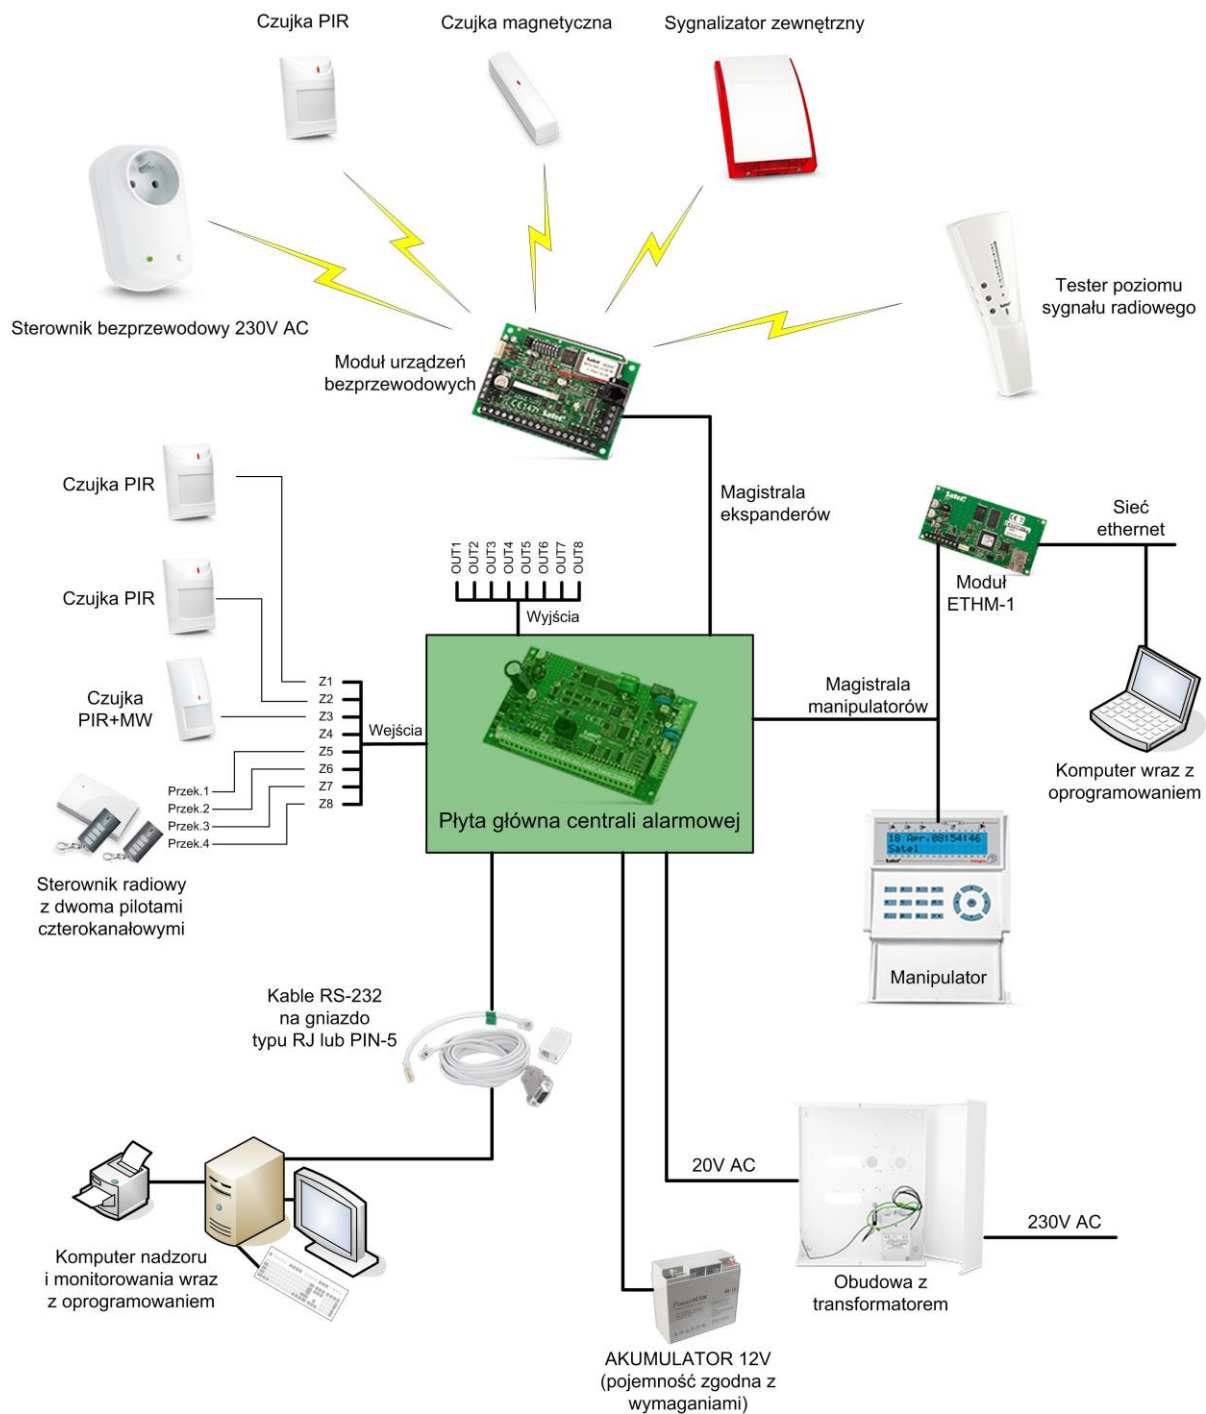 Czujka PIR
Czujka magnetyczna
Sygnalizator zewnętrzny
Sterownik bezprzewodowy 230V AC
Tester poziomu
sygnału radiowego
Moduł urządzeń
bezprzewodowych
Satel
CE1471
Satel
Magistrala
ekspanderów
Czujka PIR
Czujka PIR
Czujka
PIR+MW
OUT1
OUT2
OUT3
OUT4
OUT5
OUT6
OUT7
OUT8
Wyjścia
Satel
Moduł
ETHM-1
Sieć
ethernet
Z1
Z2
Z3
Z4
Z5
Z6
Z7
Z8
Wejścia
Przek.1
Przek.2
Przek.3
Przek.4
Sterownik radiowy
z dwoma pilotami
czterokanałowymi
Płyta główna centrali alarmowej
Magistrala
manipulatorów
Komputer wraz z
oprogramowaniem
18 Apr,08:54:46
Satel
Manipulator
Kable RS-232
na gniazdo
typu RJ lub PIN-5
Komputer nadzoru
i monitorowania wraz
z oprogramowaniem
20V AC
230V AC
Obudowa z
transformatorem
PowerMAX
AKUMULATOR 12V
(pojemność zgodna z
wymaganiami)